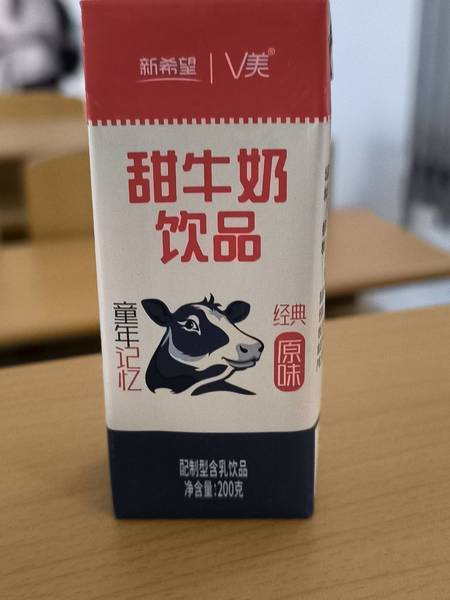 新希望 | V美®
甜牛奶
饮品
童年记忆
经典
原味
配制型含乳饮品
净含量:200克